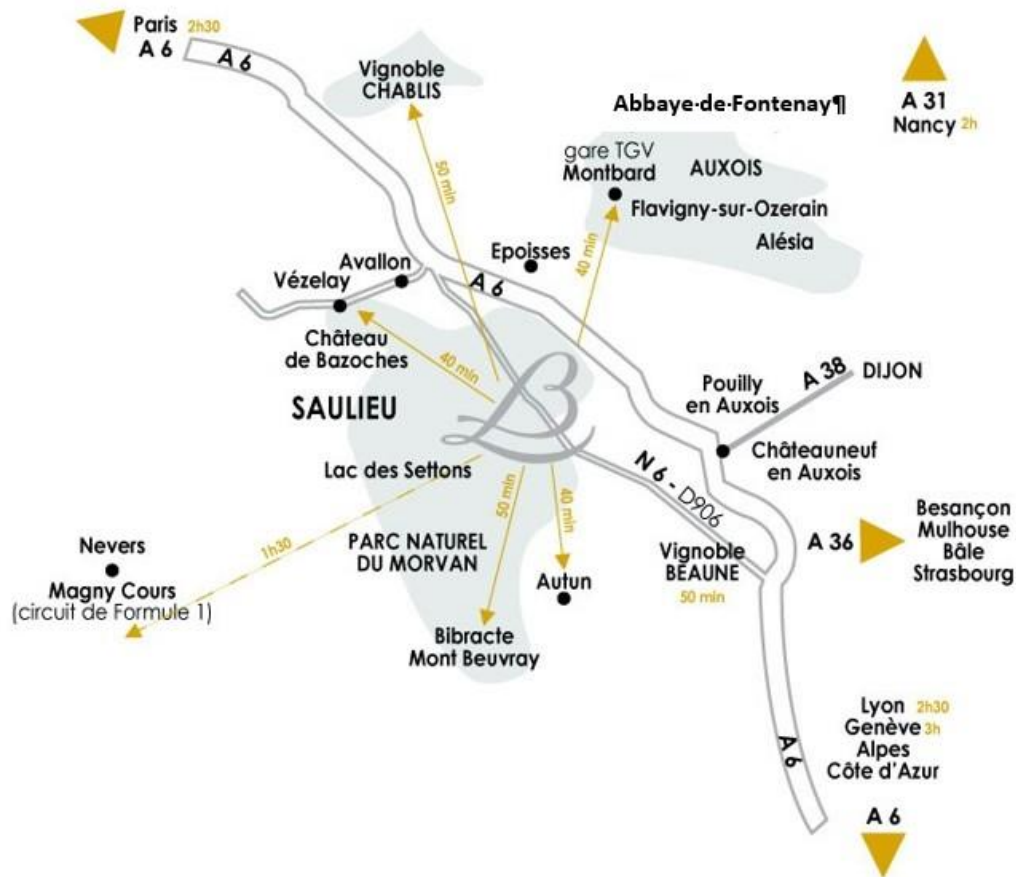 Paris 2h30
A 6
A 6
Vignoble
CHABLIS
Abbaye·de·Fontenay¶
A 31
Nancy 2h
gare TGV
Montbard
AUXOIS
Flavigny-sur-Ozerain
Alésia
50 min
40 min
Epoisses
A 6
Avallon
Vézelay
Château
de Bazoches
40 min
SAULIEU
B
Pouilly
en Auxois
A 38
DIJON
Châteauneuf
en Auxois
Lac des Settons
N 6 - D906
50 min
40 min
1h30
PARC NATUREL
DU MORVAN
Nevers
Magny Cours
(circuit de Formule 1)
Autun
Vignoble
BEAUNE
50 min
A 36
Besançon
Mulhouse
Bâle
Strasbourg
Bibracte
Mont Beuvray
Lyon 2h30
Genève 3h
Alpes
Côte d'Azur
A 6
A 6